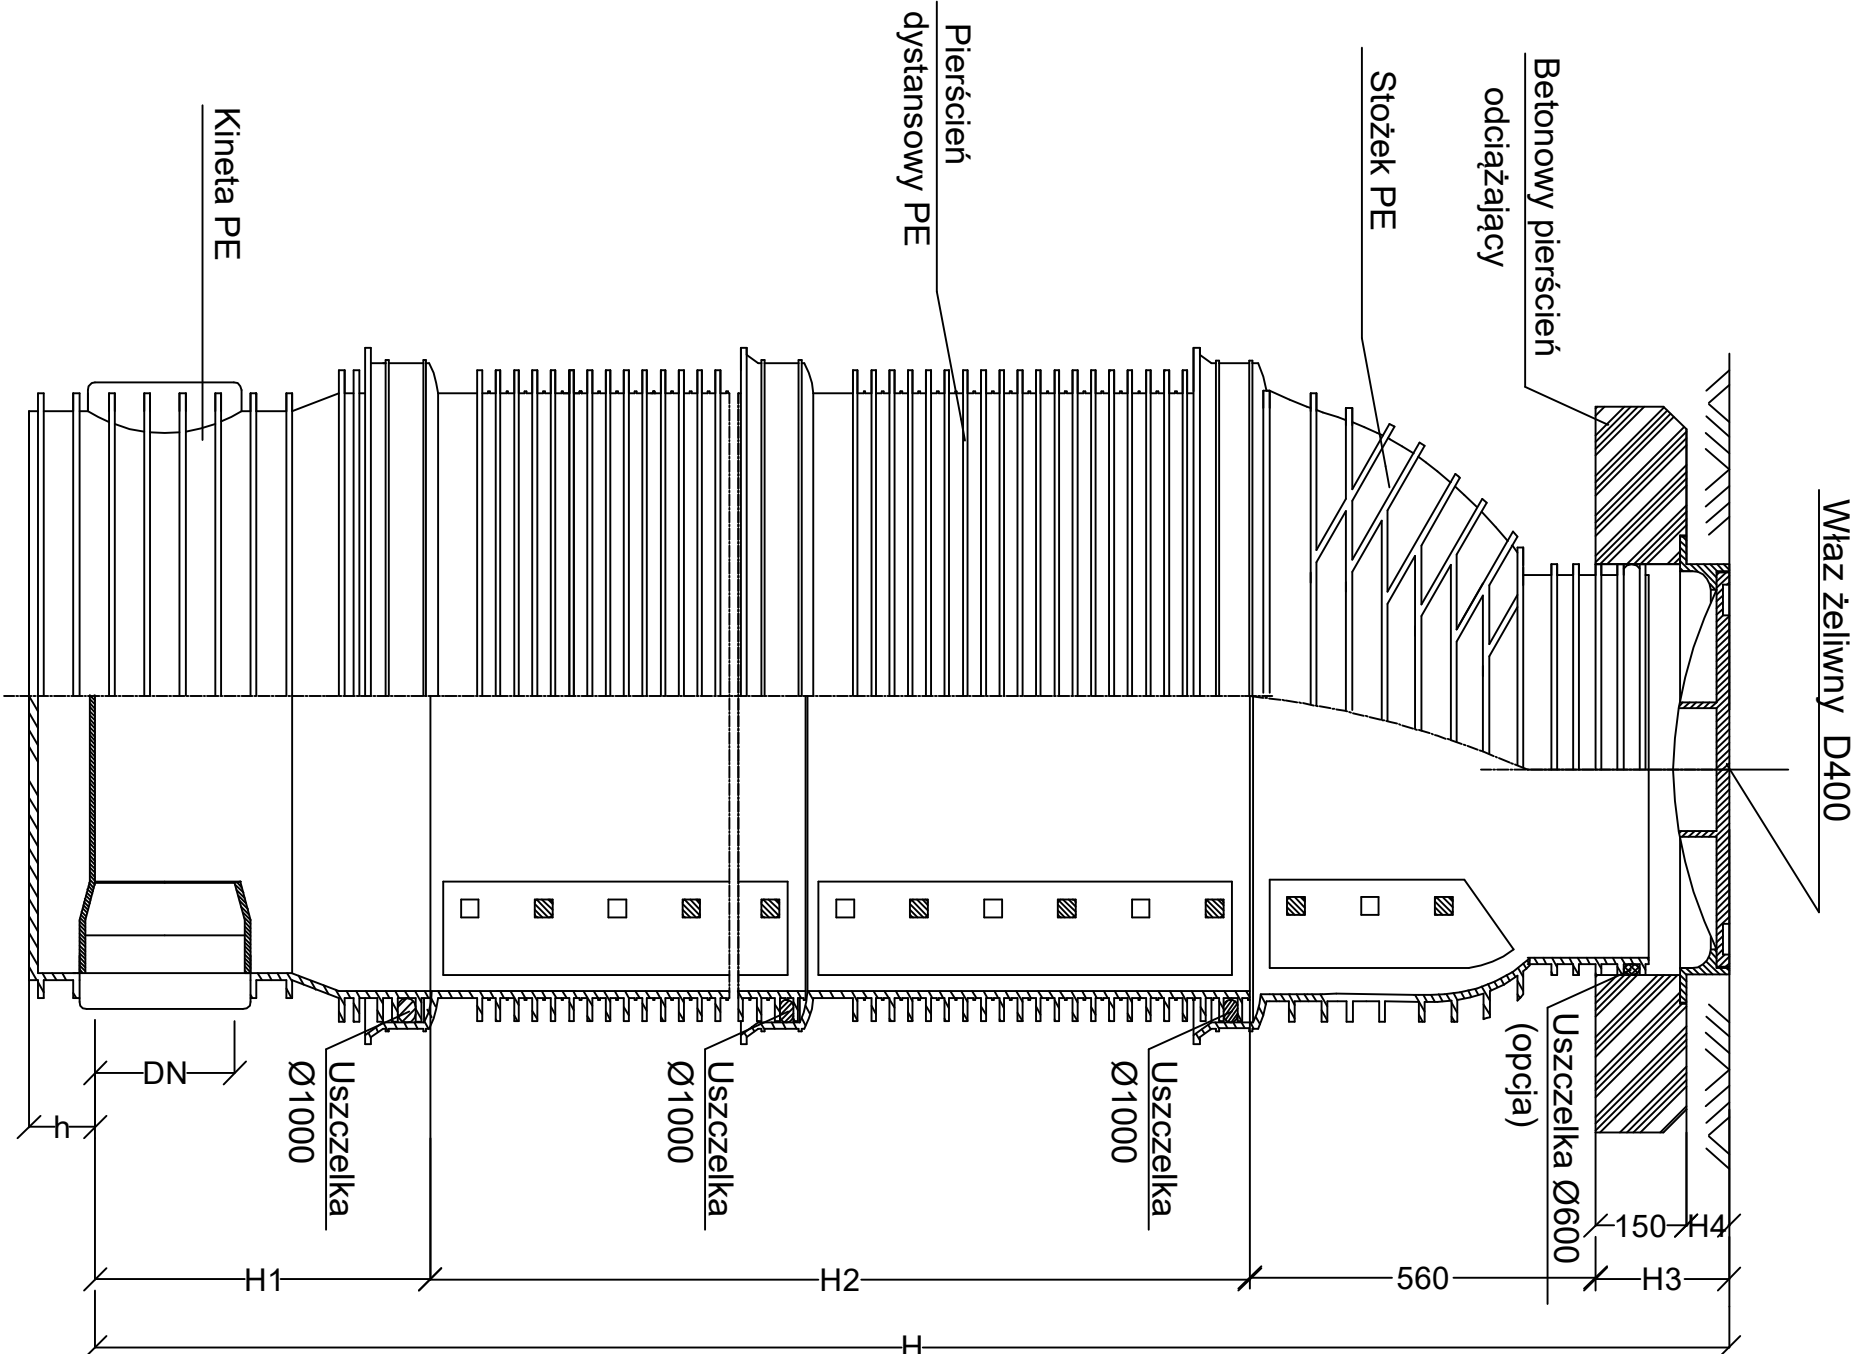 Właz żeliwny D400
Betonowy pierścień
odciążający
Stożek PE
Pierścień
dystansowy PE
Kineta PE
Uszczelka Ø600
(opcja)
Uszczelka
Ø1000
Uszczelka
Ø1000
Uszczelka
Ø1000
DN
h
150
H4
H1
H2
560
H3
H